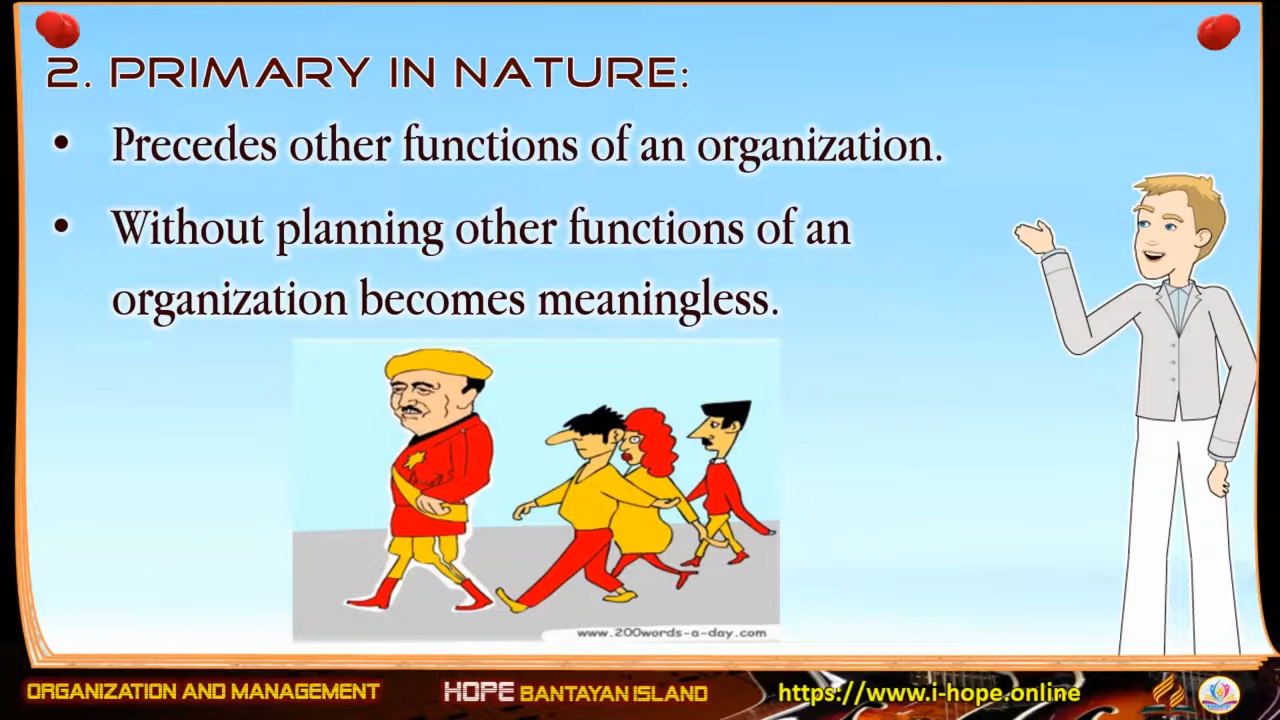 2. PRIMARY IN NATURE:
• Precedes other functions of an organization.
• Without planning other functions of an
organization becomes meaningless.
www.200words-a-day.com
ORGANIZATION AND MANAGEMENT HOPE BANTAYAN ISLAND https://www.i-hope.online